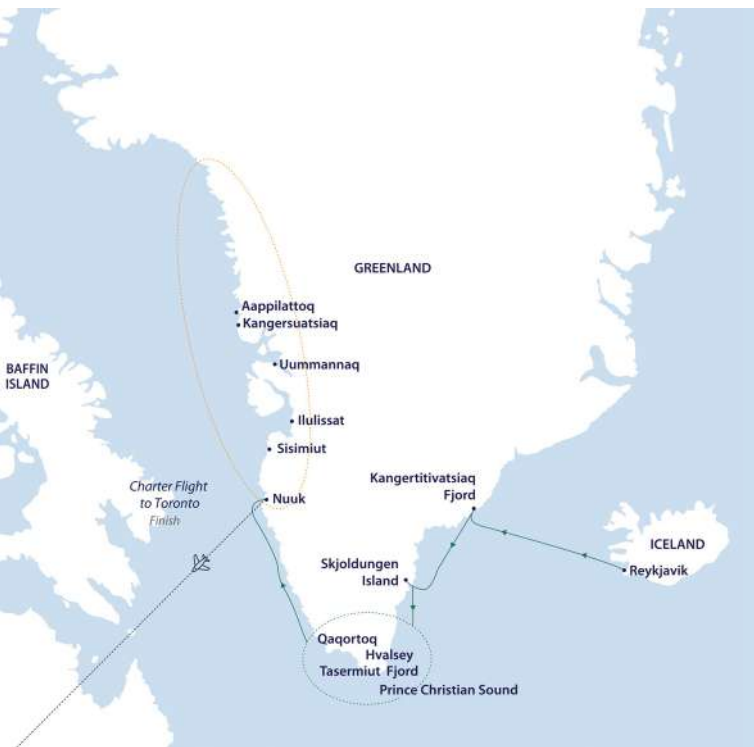 GREENLAND
Aappilattoq
Kangersuatsiaq
BAFFIN
ISLAND
Uummannaq
Ilulissat
Sisimiut
Kangertitivatsiaq
Fjord
Charter Flight
to Toronto
Finish
Nuuk
ICELAND
Skjoldungen
Island
Reykjavik
Qaqortoq
Hvalsey
Tasermiut Fjord
Prince Christian Sound